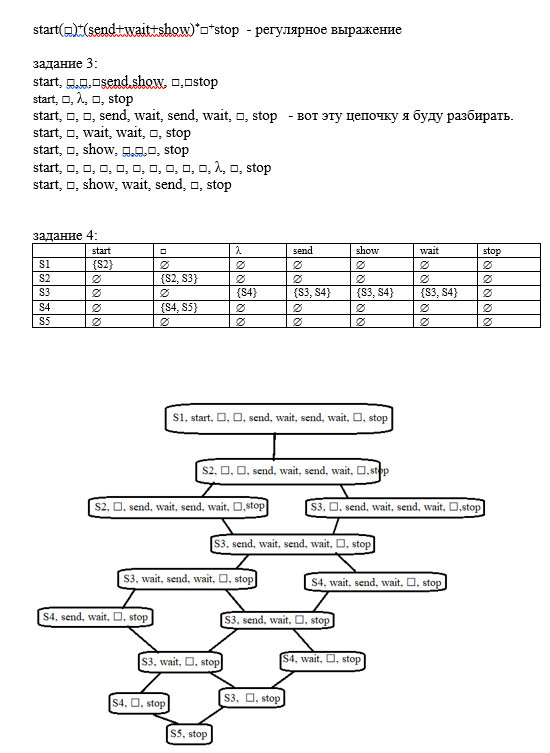 start(□)⁺(send+wait+show)*□⁺stop - регулярное выражение
задание 3:
start, □,□,□send,show, □,□stop
start, □, λ, □, stop
start, □, □, send, wait, send, wait, □, stop - вот эту цепочку я буду разбирать.
start, □, wait, wait, □, stop
start, □, show, □,□,□, stop
start, □, □, □, □, □, □, □, □, □, λ, □, stop
start, □, show, wait, send, □, stop
задание 4:
start □ λ send show wait stop
S1 {S2} ∅ ∅ ∅ ∅ ∅ ∅
S2 ∅ {S2, S3} ∅ ∅ ∅ ∅ ∅
S3 ∅ ∅ {S4} {S3, S4} {S3, S4} {S3, S4} ∅
S4 ∅ {S4, S5} ∅ ∅ ∅ ∅ ∅
S5 ∅ ∅ ∅ ∅ ∅ ∅ ∅
S1, start, □, □, send, wait, send, wait, □, stop
S2, □, □, send, wait, send, wait, □,stop
S2, □, send, wait, send, wait, □,stop
S3, □, send, wait, send, wait, □,stop
S3, send, wait, send, wait, □, stop
S3, wait, send, wait, □, stop
S4, wait, send, wait, □, stop
S4, send, wait, □, stop
S3, send, wait, □, stop
S3, wait, □, stop
S4, wait, □, stop
S4, □, stop
S3, □, stop
S5, stop